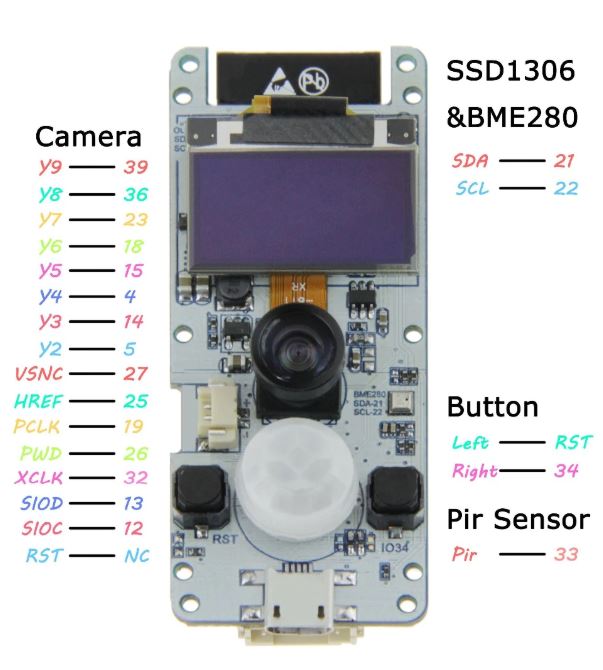 SSD1306
&BME280
SDA 21
SCL 22
Camera
Y9 39
Y8 36
Y7 23
Y6 18
Y5 15
Y4 4
Y3 14
Y2 5
VSNC 27
HREF 25
PCLK 19
PWD 26
XCLK 32
SIOD 13
SIOC 12
RST NC
Button
Left RST
Right 34
Pir Sensor
Pir 33
Pb
XR
BME280
SDA-21
SCL-22
+
-
RST
IO34